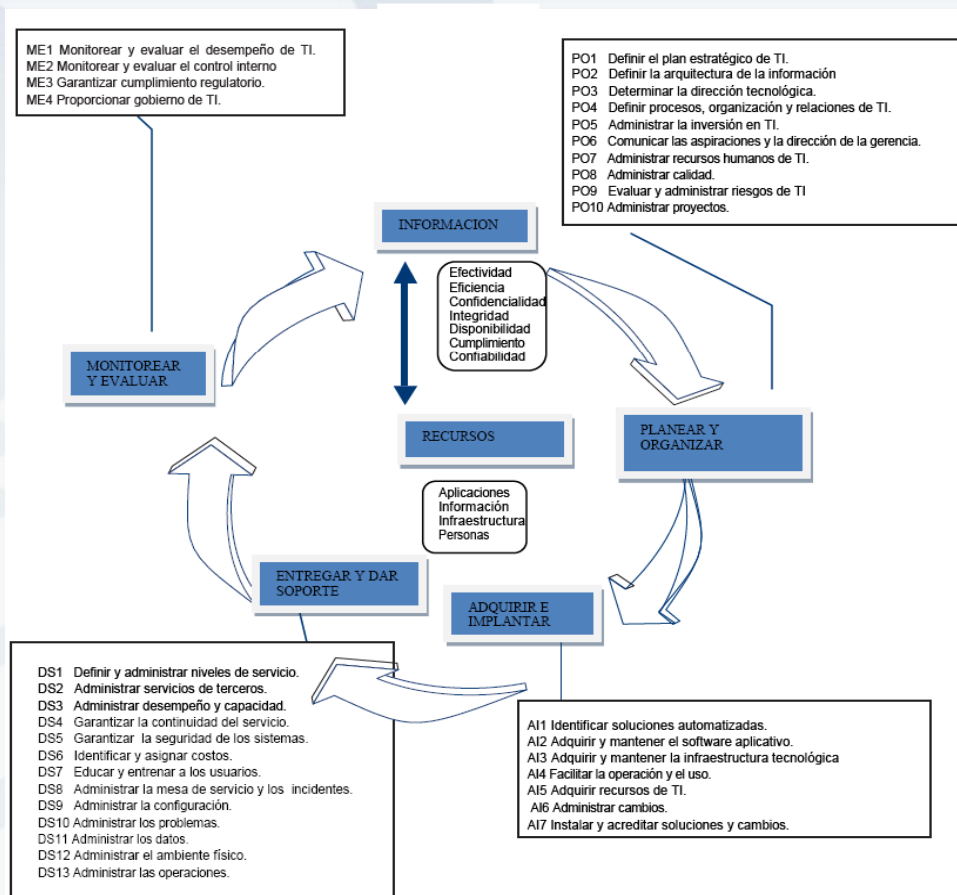 ME1 Monitorear y evaluar el desempeño de TI.
ME2 Monitorear y evaluar el control interno
ME3 Garantizar cumplimiento regulatorio.
ME4 Proporcionar gobierno de TI.
PO1 Definir el plan estratégico de TI.
PO2 Definir la arquitectura de la información
PO3 Determinar la dirección tecnológica.
PO4 Definir procesos, organización y relaciones de TI.
PO5 Administrar la inversión en TI.
PO6 Comunicar las aspiraciones y la dirección de la gerencia.
PO7 Administrar recursos humanos de TI.
PO8 Administrar calidad.
PO9 Evaluar y administrar riesgos de TI
PO10 Administrar proyectos.
INFORMACION
Efectividad
Eficiencia
Confidencialidad
Integridad
Disponibilidad
Cumplimiento
Confiabilidad
MONITOREAR
Y EVALUAR
RECURSOS
PLANEAR Y
ORGANIZAR
Aplicaciones
Información
Infraestructura
Personas
ENTREGAR Y DAR
SOPORTE
ADQUIRIR E
IMPLANTAR
DS1 Definir y administrar niveles de servicio.
DS2 Administrar servicios de terceros.
DS3 Administrar desempeño y capacidad.
DS4 Garantizar la continuidad del servicio.
DS5 Garantizar la seguridad de los sistemas.
DS6 Identificar y asignar costos.
DS7 Educar y entrenar a los usuarios.
DS8 Administrar la mesa de servicio y los incidentes.
DS9 Administrar la configuración.
DS10 Administrar los problemas.
DS11 Administrar los datos.
DS12 Administrar el ambiente físico.
DS13 Administrar las operaciones.
AI1 Identificar soluciones automatizadas.
AI2 Adquirir y mantener el software aplicativo.
AI3 Adquirir y mantener la infraestructura tecnológica
AI4 Facilitar la operación y el uso.
AI5 Adquirir recursos de TI.
AI6 Administrar cambios.
AI7 Instalar y acreditar soluciones y cambios.